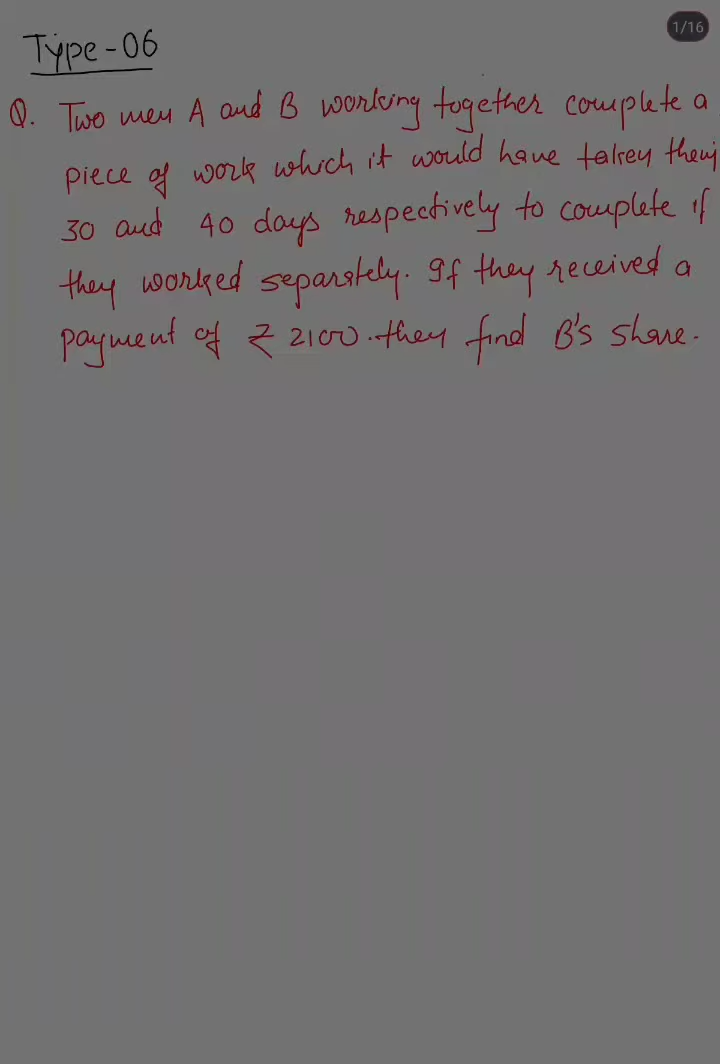 1/16
Type-06
Q. Two men A and B working together complete a
piece of work which it would have taken them
30 and 40 days respectively to complete if
they worked separately. If they received a
payment of ₹ 2100. then find B's share.